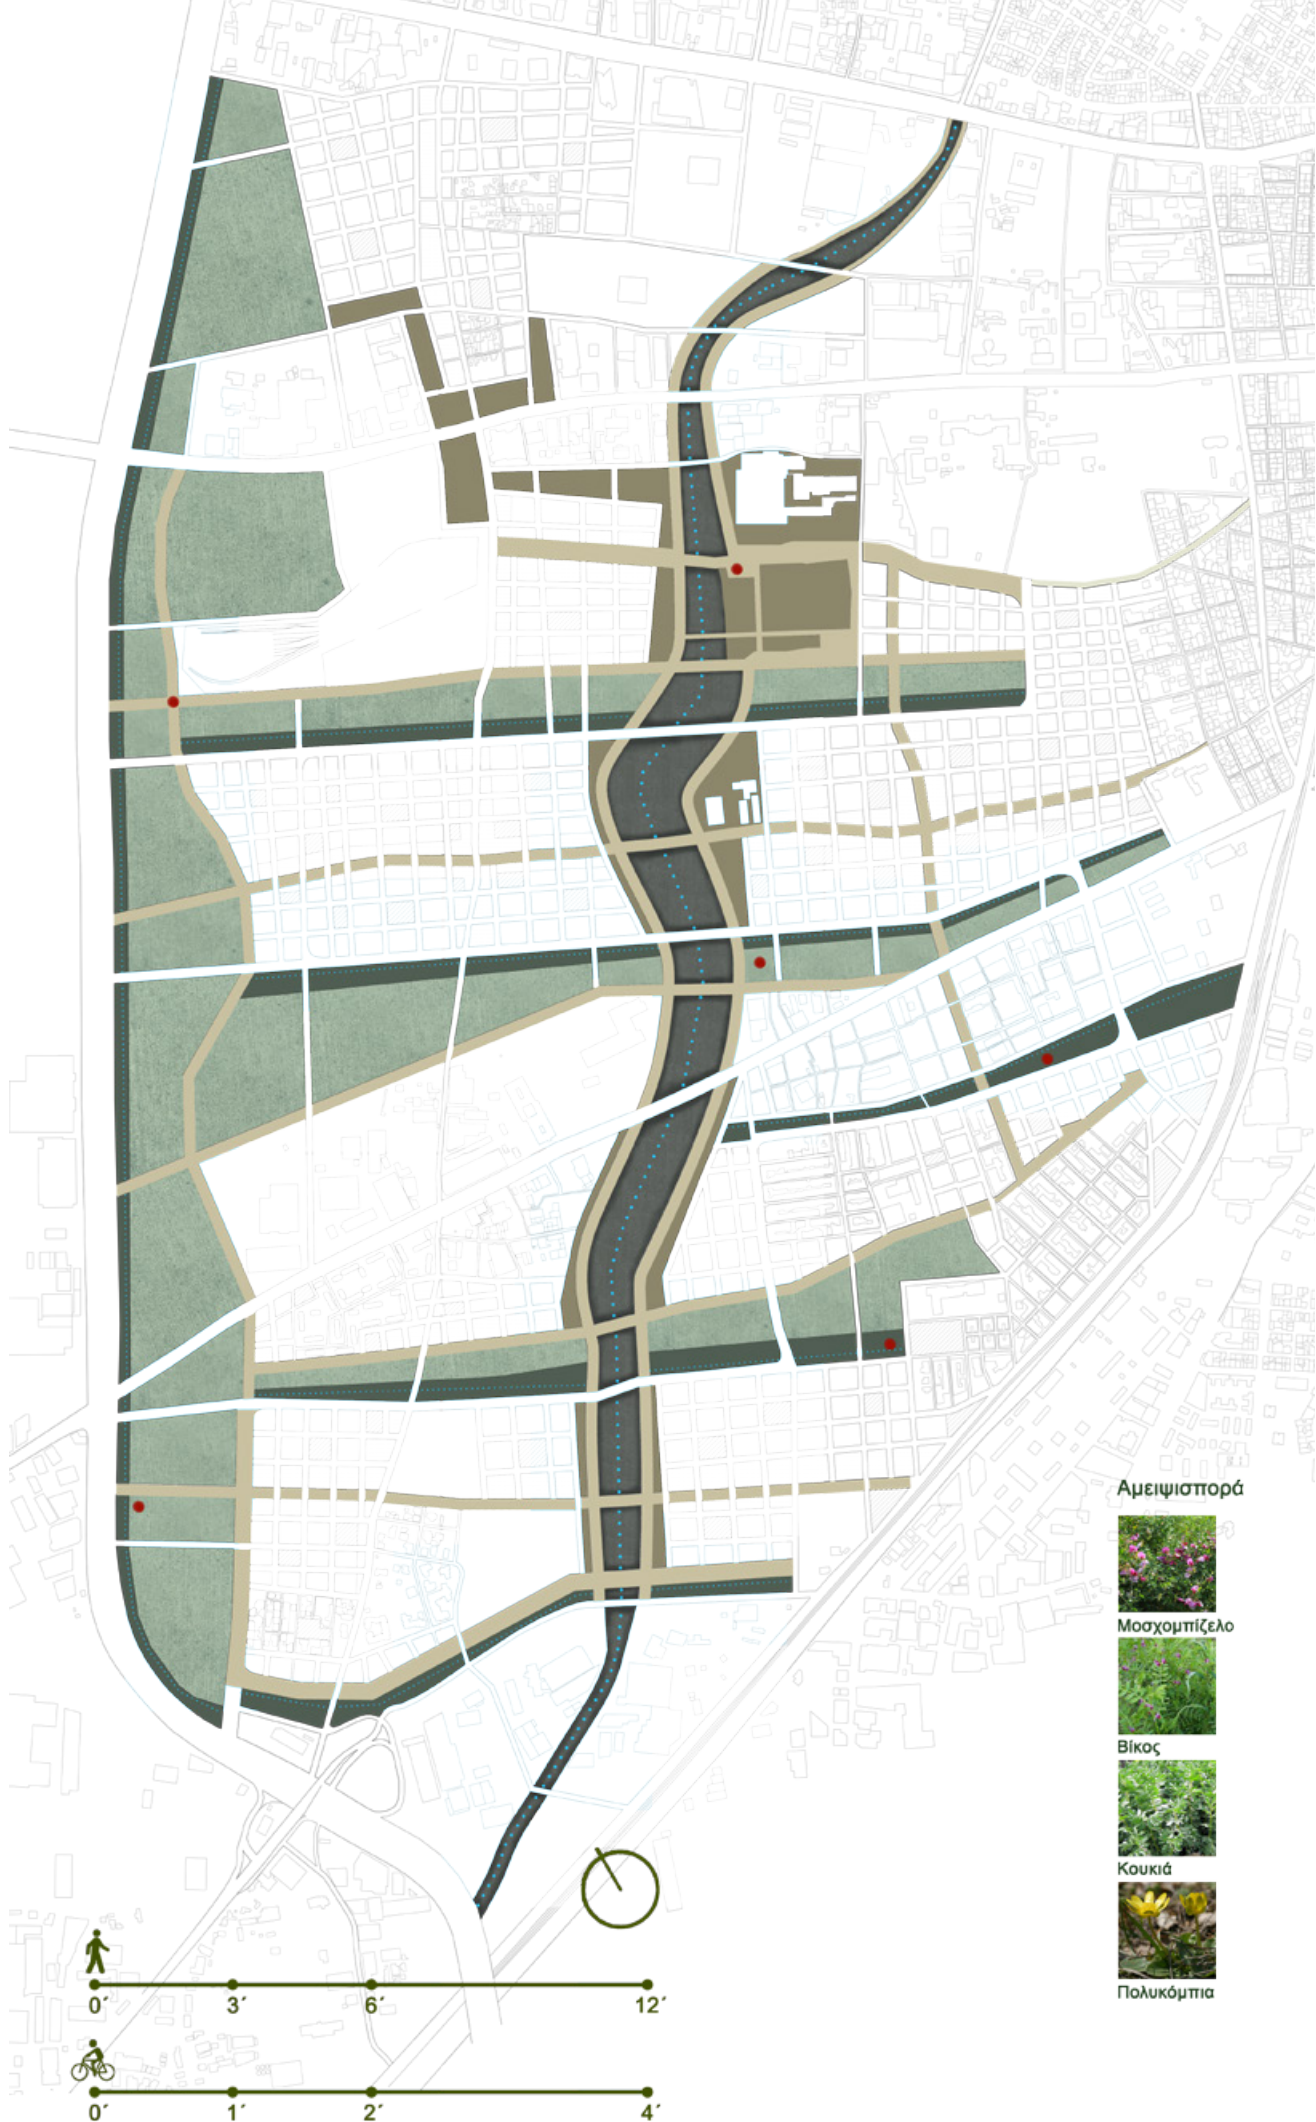 Αμειψισπορά
Μοσχομπίζελο
Βίκος
Κουκιά
Πολυκόμπια
0΄ 3΄ 6΄ 12΄
0΄ 1΄ 2΄ 4΄